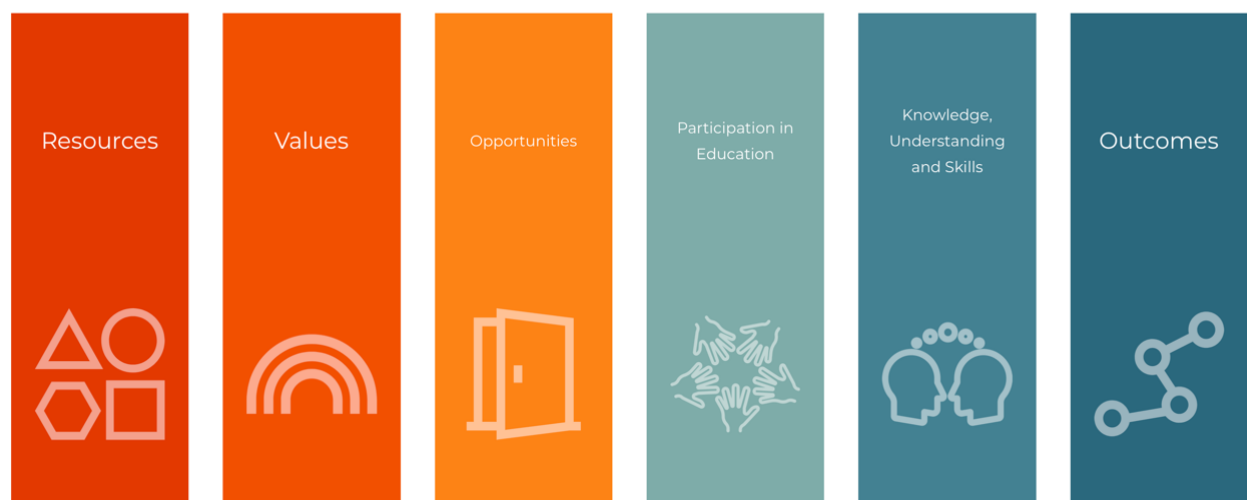 Resources
Values
Opportunities
Participation in
Education
Knowledge,
Understanding
and Skills
Outcomes